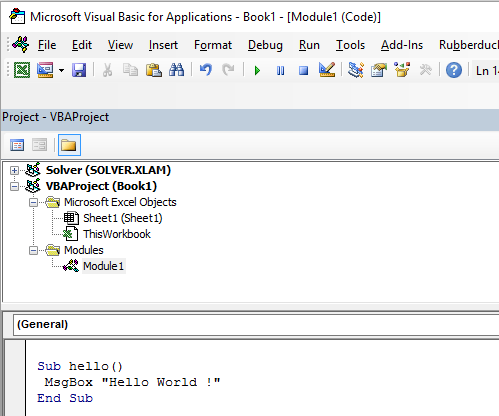 Microsoft Visual Basic for Applications - Book1 - [Module1 (Code)]
File Edit View Insert Format Debug Run Tools Add-Ins Rubberduck
Ln 14
Project - VBAProject
Solver (SOLVER.XLAM)
VBAProject (Book1)
Microsoft Excel Objects
Sheet1 (Sheet1)
ThisWorkbook
Modules
Module1
(General)
Sub hello()
MsgBox "Hello World !"
End Sub